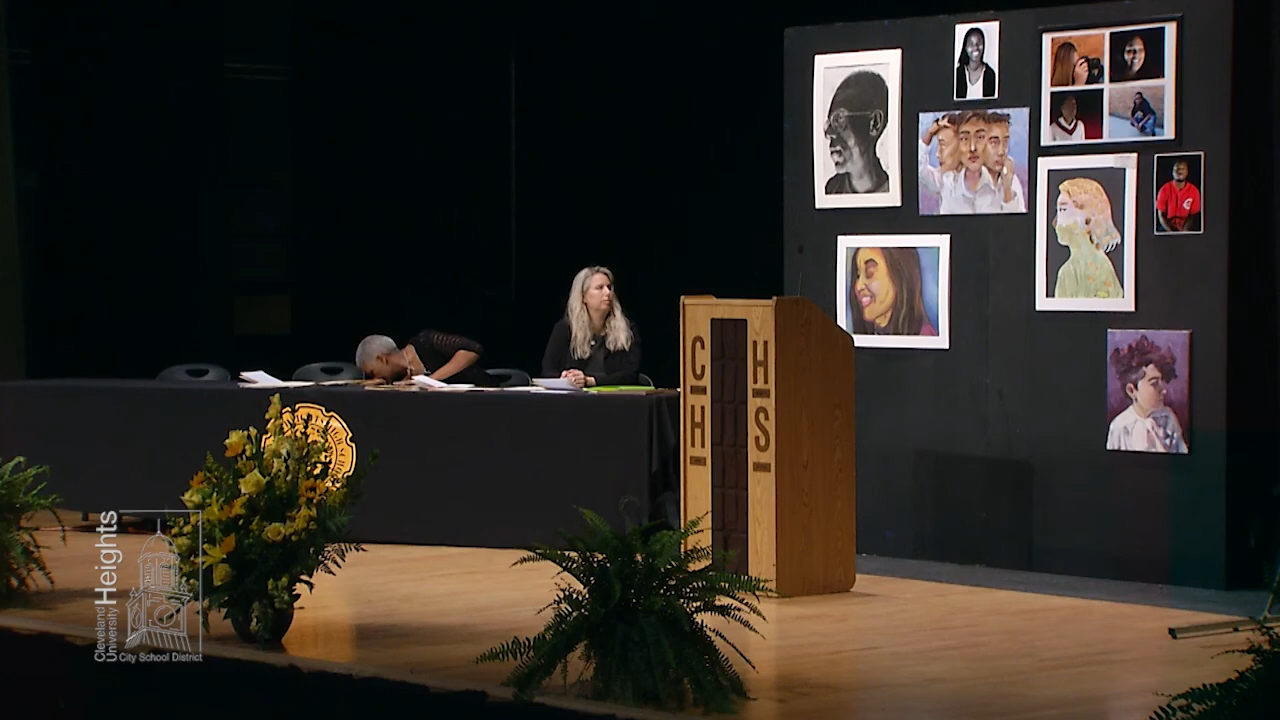 C H
H S
Cleveland Heights
University
City School District